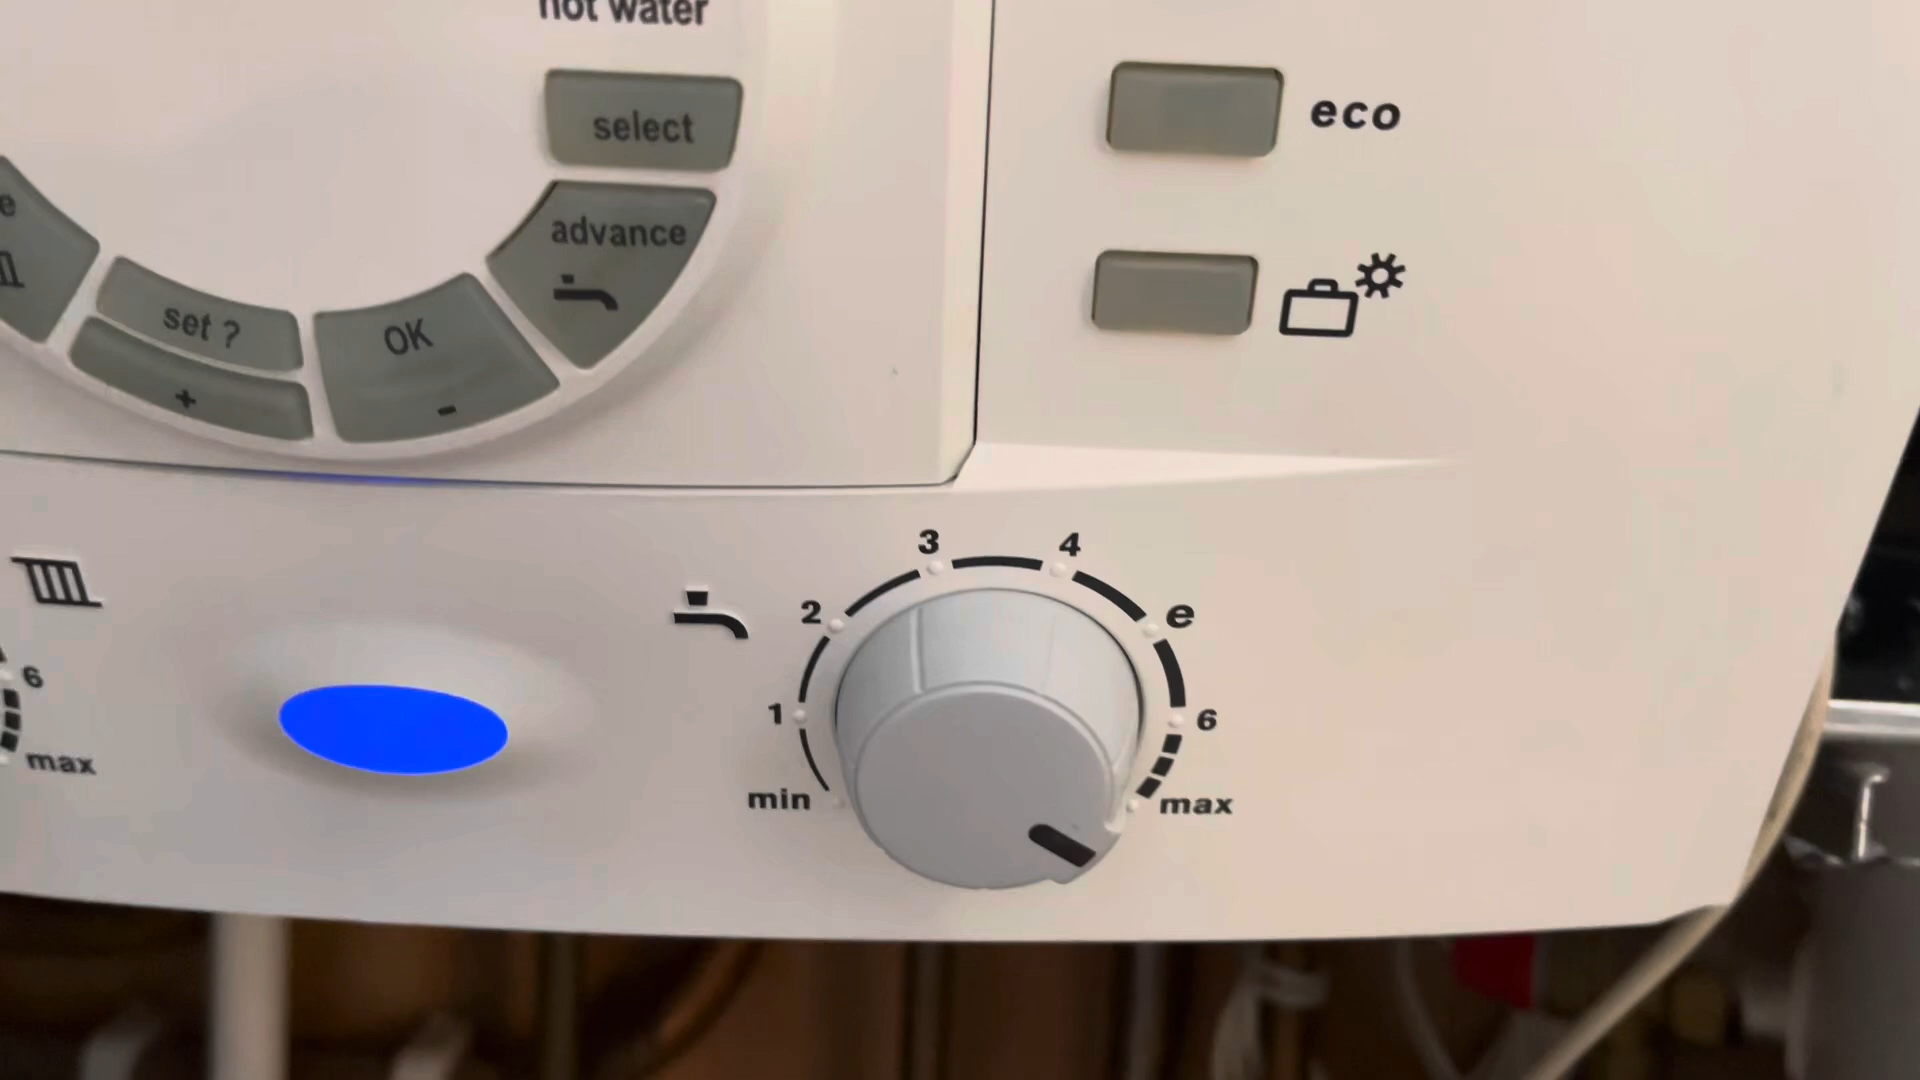 hot water
select
eco
advance
set ?
OK
+
-
3
4
2
e
6
1
6
max
min
max